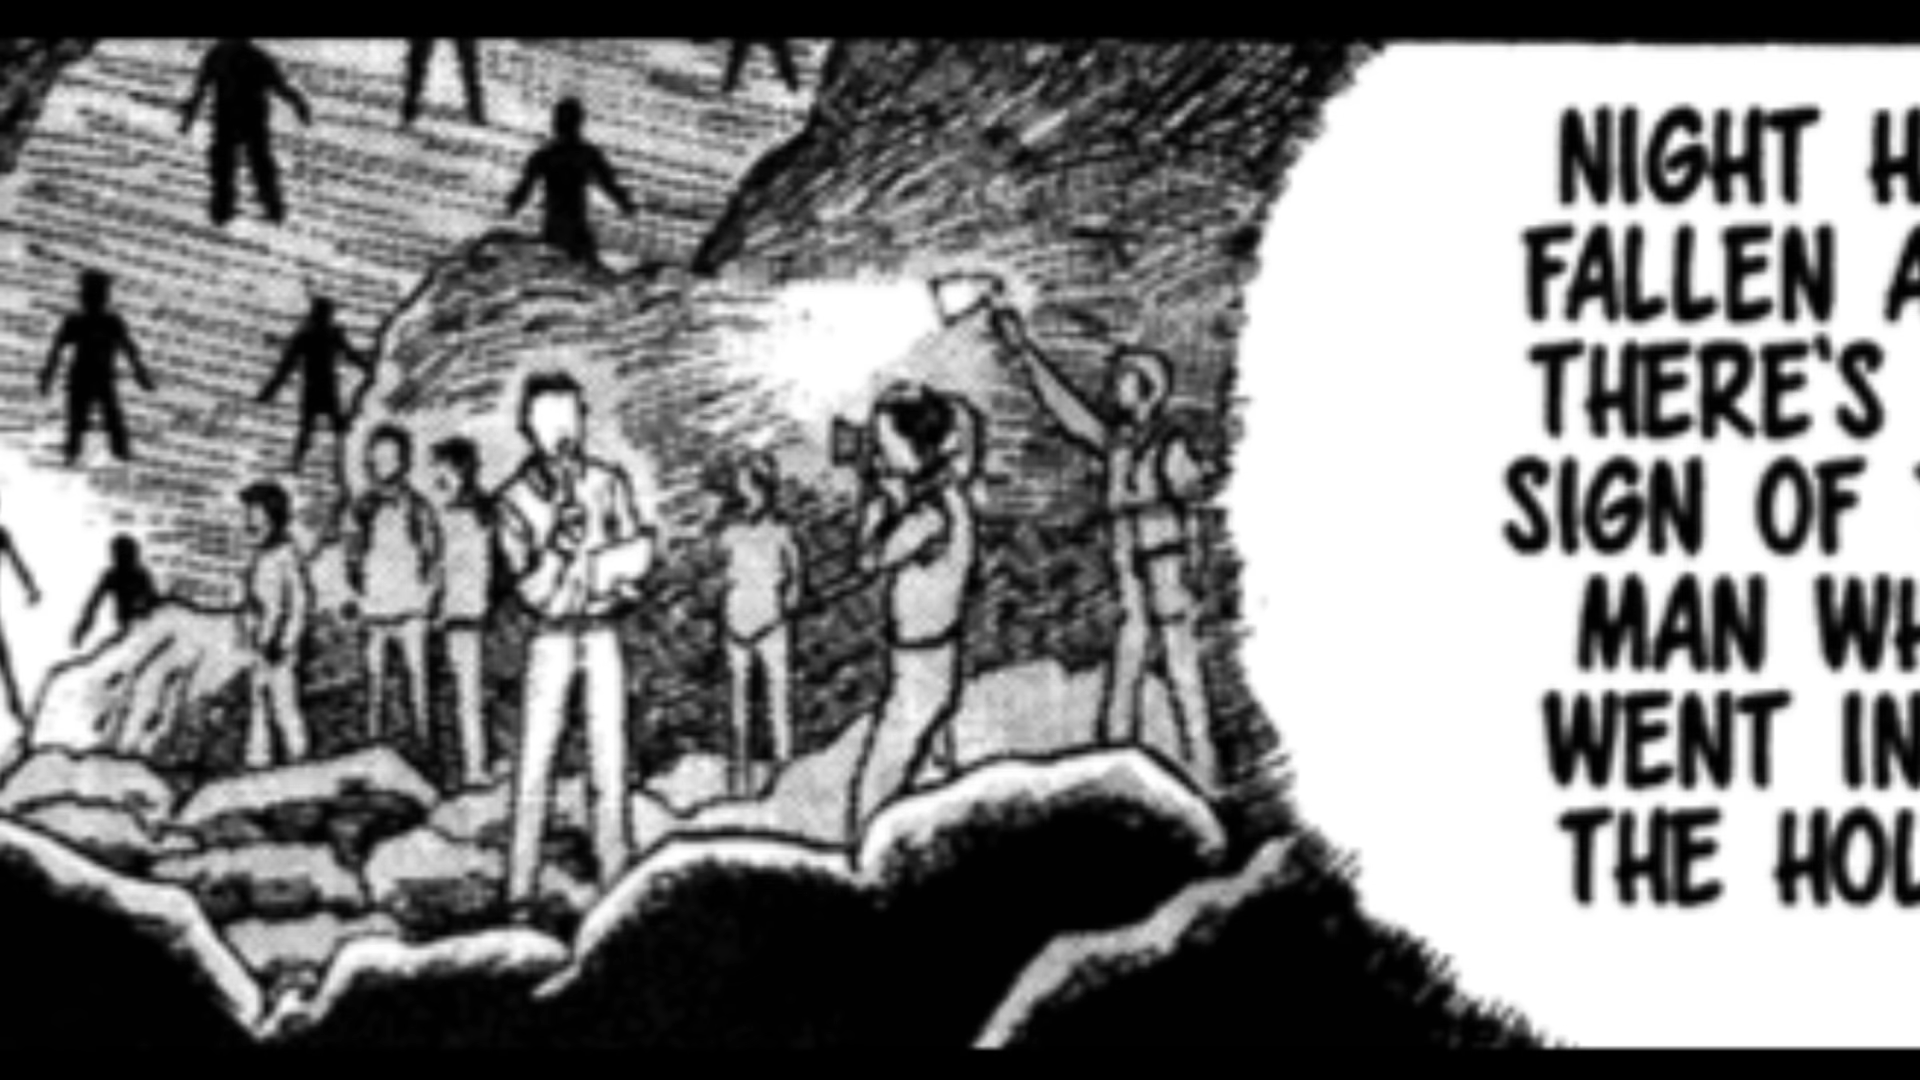 NIGHT H
FALLEN A
THERE'S
SIGN OF
MAN WH
WENT IN
THE HOL